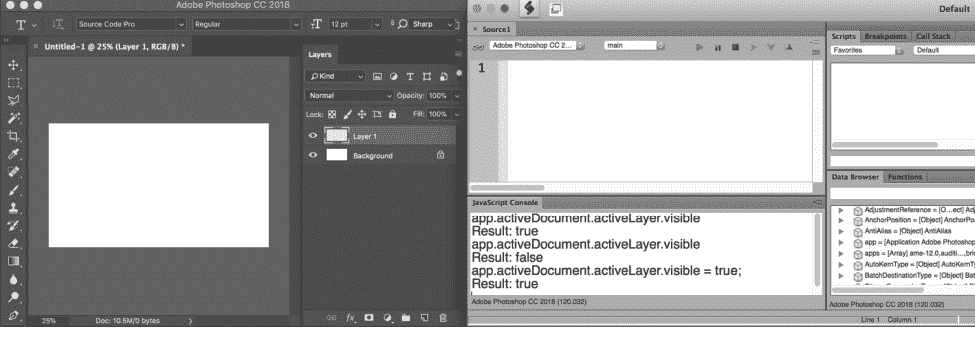 Adobe Photoshop CC 2018
Source Code Pro
Regular
12 pt
Sharp
Untitled-1 @ 25% (Layer 1, RGB/8) *
Layers
Kind
Normal
Opacity: 100%
Lock:
Fill: 100%
Layer 1
Background
25%
Doc: 10.5M/0 bytes
fx
Default
Source1
Adobe Photoshop CC 2...
main
1
JavaScript Console
app.activeDocument.activeLayer.visible
Result: true
app.activeDocument.activeLayer.visible
Result: false
app.activeDocument.activeLayer.visible = true;
Result: true
Adobe Photoshop CC 2018 (120.032)
Scripts Breakpoints Call Stack
Favorites
Default
Data Browser Functions
AdjustmentReference = [O...ect] Adj
AnchorPosition = [Object] AnchorPos
AntiAlias = [Object] AntiAlias
app = [Application Adobe Photoshop
apps = [Array] ame-12.0,auditi...,bri
AutoKernType = [Object] AutoKernTy
BatchDestinationType = [Object] Bat
Adobe Photoshop CC 2018 (120.032)
Line 1 Column 1